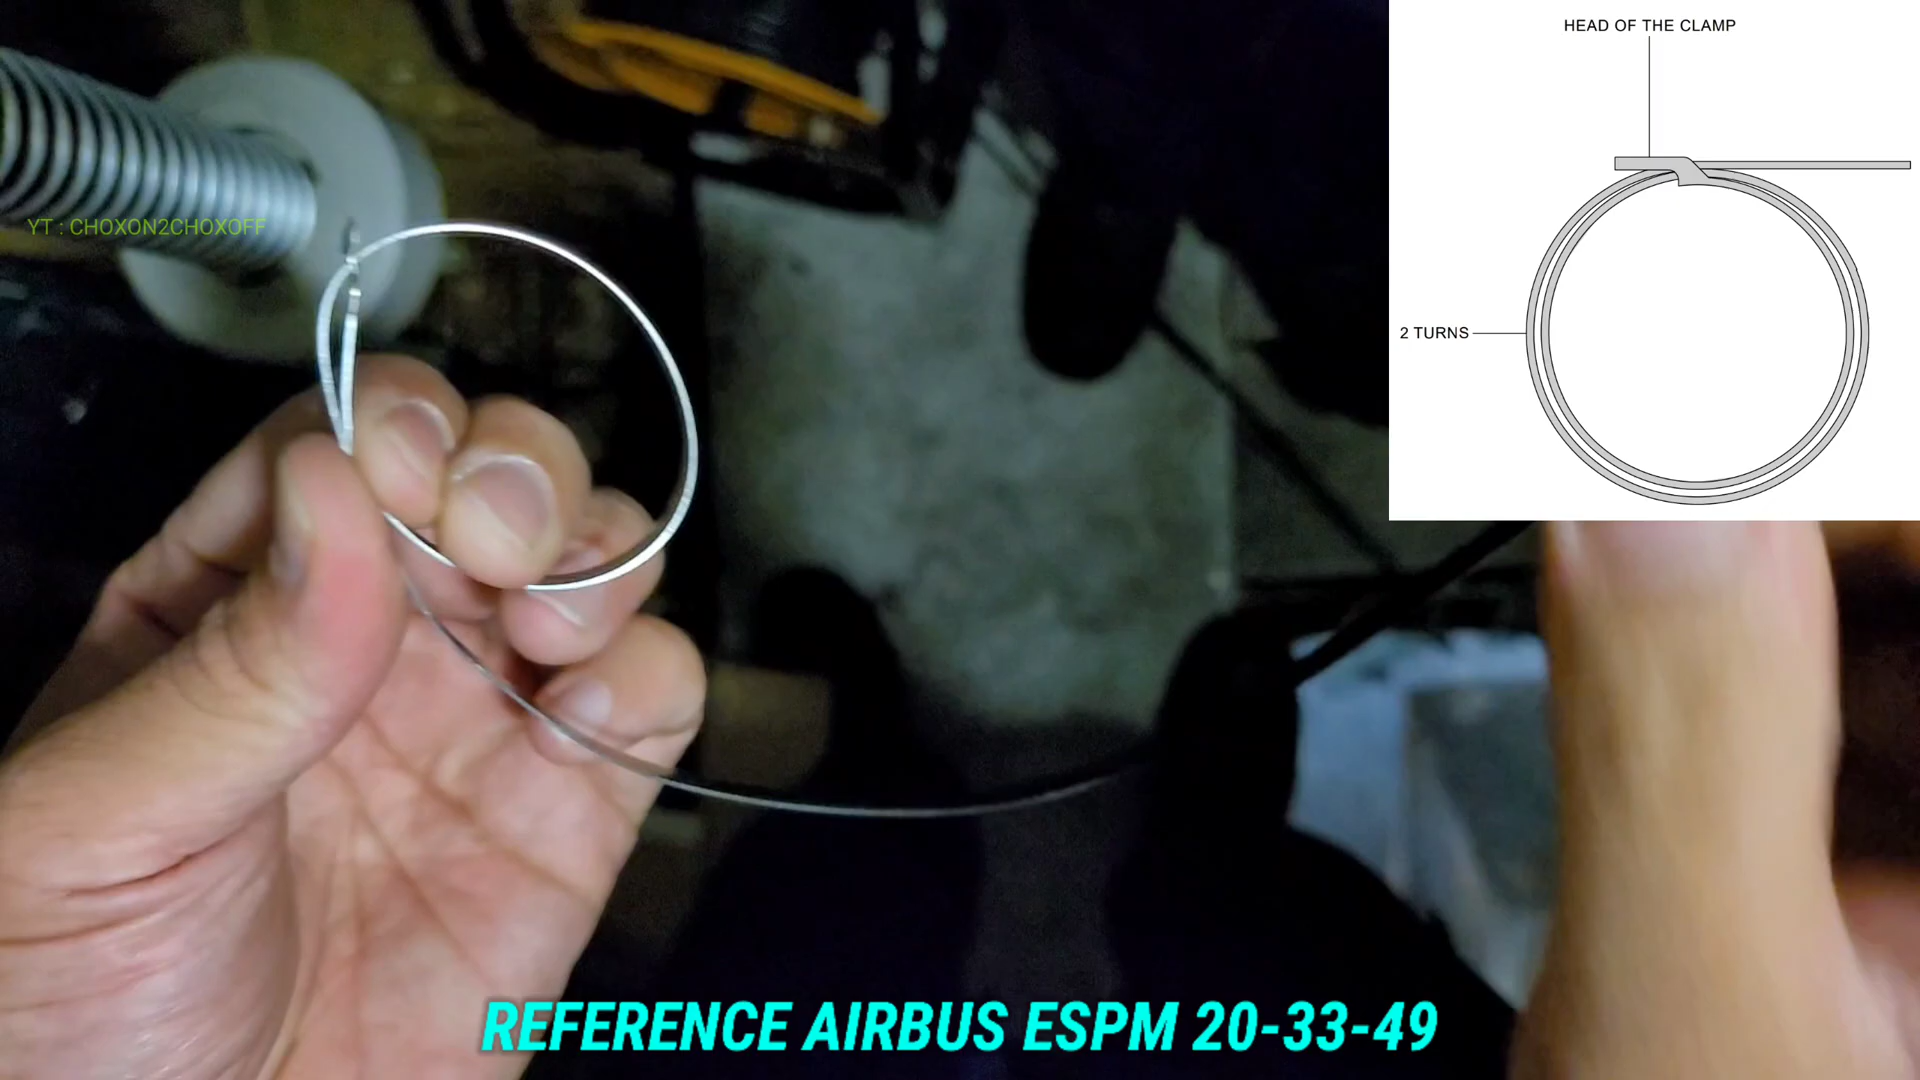 HEAD OF THE CLAMP
YT : CHOXON2CHOXOFF
2 TURNS
REFERENCE AIRBUS ESPM 20-33-49